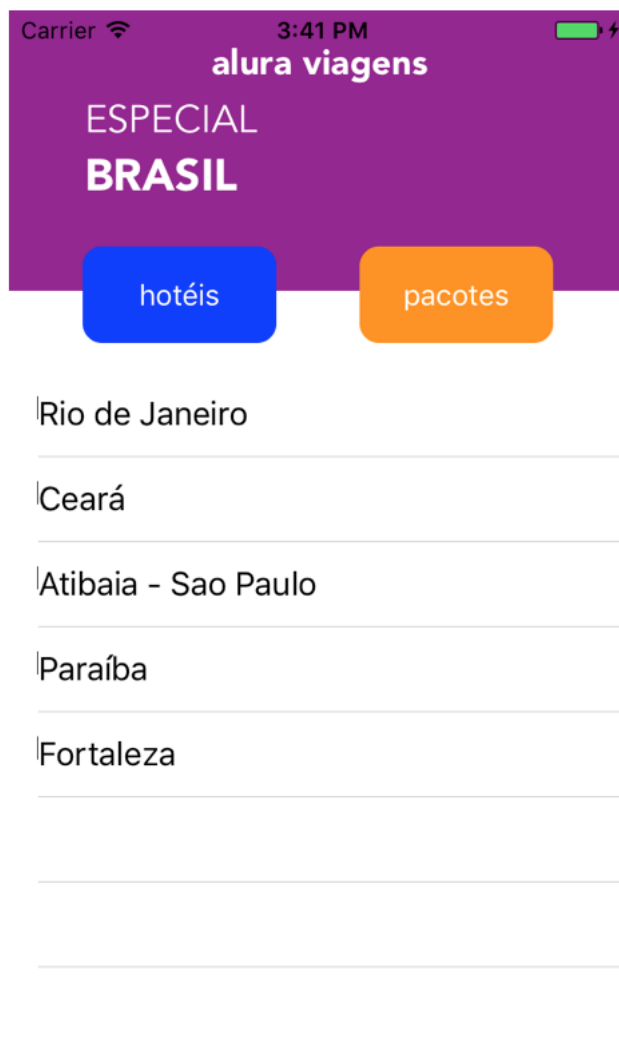 Carrier 3:41 PM
alura viagens
ESPECIAL
BRASIL
hotéis pacotes
Rio de Janeiro
Ceará
Atibaia - Sao Paulo
Paraíba
Fortaleza